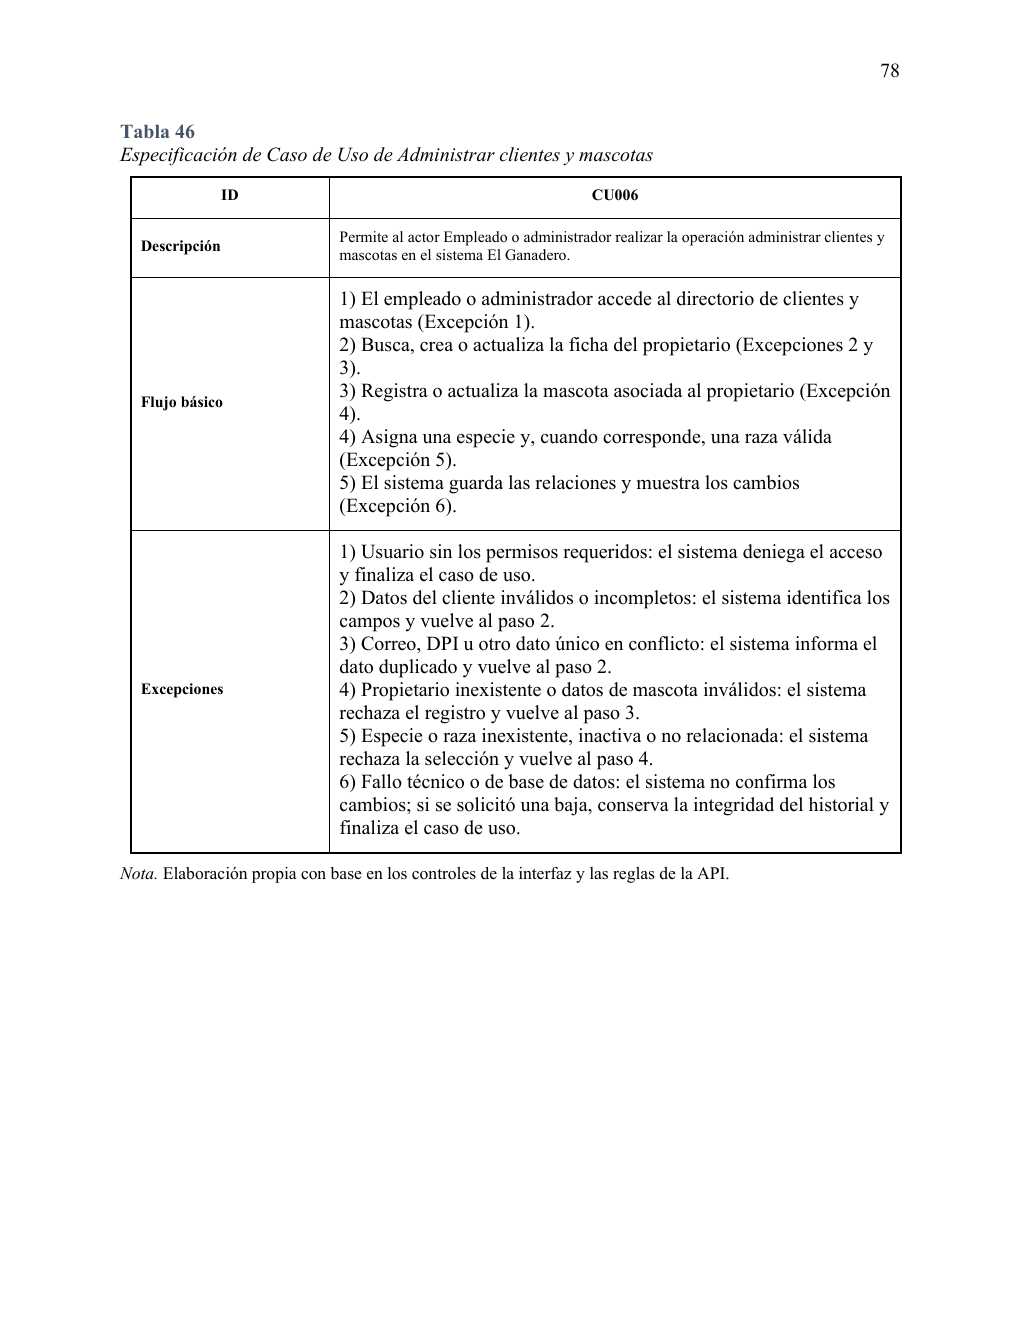 78
Tabla 46
Especificación de Caso de Uso de Administrar clientes y mascotas
ID
CU006
Descripción
Permite al actor Empleado o administrador realizar la operación administrar clientes y
mascotas en el sistema El Ganadero.
Flujo básico
1) El empleado o administrador accede al directorio de clientes y
mascotas (Excepción 1).
2) Busca, crea o actualiza la ficha del propietario (Excepciones 2 y
3).
3) Registra o actualiza la mascota asociada al propietario (Excepción
4).
4) Asigna una especie y, cuando corresponde, una raza válida
(Excepción 5).
5) El sistema guarda las relaciones y muestra los cambios
(Excepción 6).
Excepciones
1) Usuario sin los permisos requeridos: el sistema deniega el acceso
y finaliza el caso de uso.
2) Datos del cliente inválidos o incompletos: el sistema identifica los
campos y vuelve al paso 2.
3) Correo, DPI u otro dato único en conflicto: el sistema informa el
dato duplicado y vuelve al paso 2.
4) Propietario inexistente o datos de mascota inválidos: el sistema
rechaza el registro y vuelve al paso 3.
5) Especie o raza inexistente, inactiva o no relacionada: el sistema
rechaza la selección y vuelve al paso 4.
6) Fallo técnico o de base de datos: el sistema no confirma los
cambios; si se solicitó una baja, conserva la integridad del historial y
finaliza el caso de uso.
Nota. Elaboración propia con base en los controles de la interfaz y las reglas de la API.